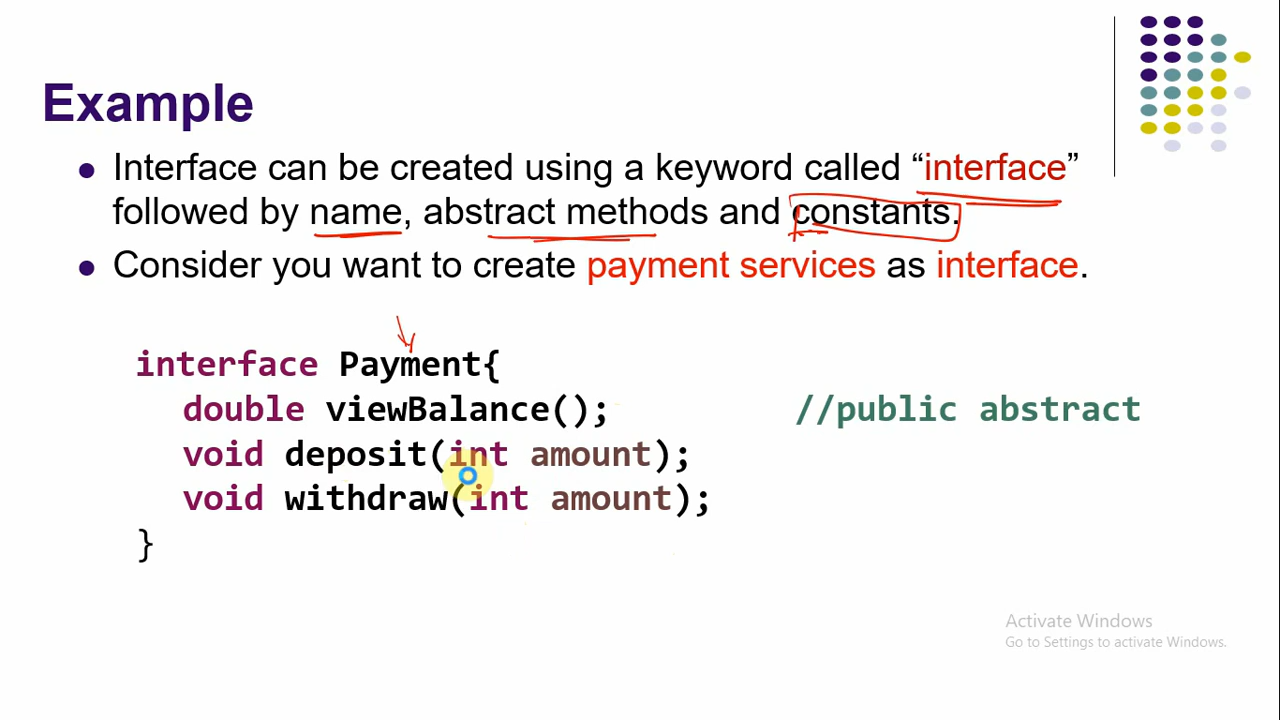 Example
Interface can be created using a keyword called “interface”
followed by name, abstract methods and constants.
Consider you want to create payment services as interface.
interface Payment{
double viewBalance(); //public abstract
void deposit(int amount);
void withdraw(int amount);
}
Activate Windows
Go to Settings to activate Windows.